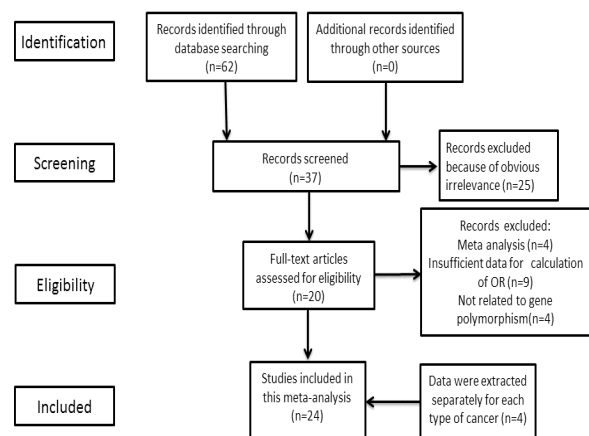 Identification
Records identified through
database searching
(n=62)
Additional records identified
through other sources
(n=0)
Screening
Records screened
(n=37)
Records excluded
because of obvious
irrelevance (n=25)
Eligibility
Full-text articles
assessed for eligibility
(n=20)
Records excluded:
Meta analysis (n=4)
Insufficient data for calculation
of OR (n=9)
Not related to gene
polymorphism(n=4)
Included
Studies included in
this meta-analysis
(n=24)
Data were extracted
separately for each
type of cancer(n=4)